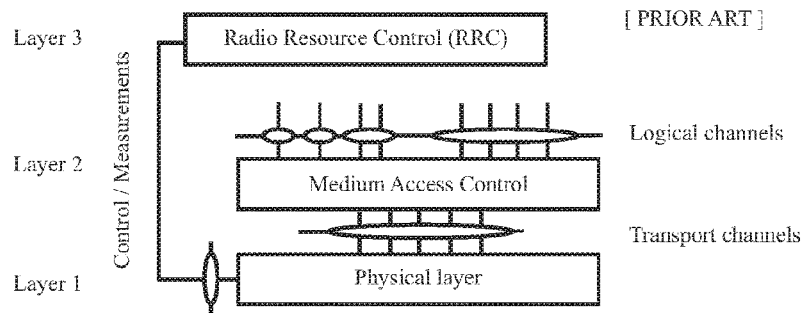 [ PRIOR ART ]
Layer 3
Radio Resource Control (RRC)
Control / Measurements
Logical channels
Layer 2
Medium Access Control
Transport channels
Layer 1
Physical layer